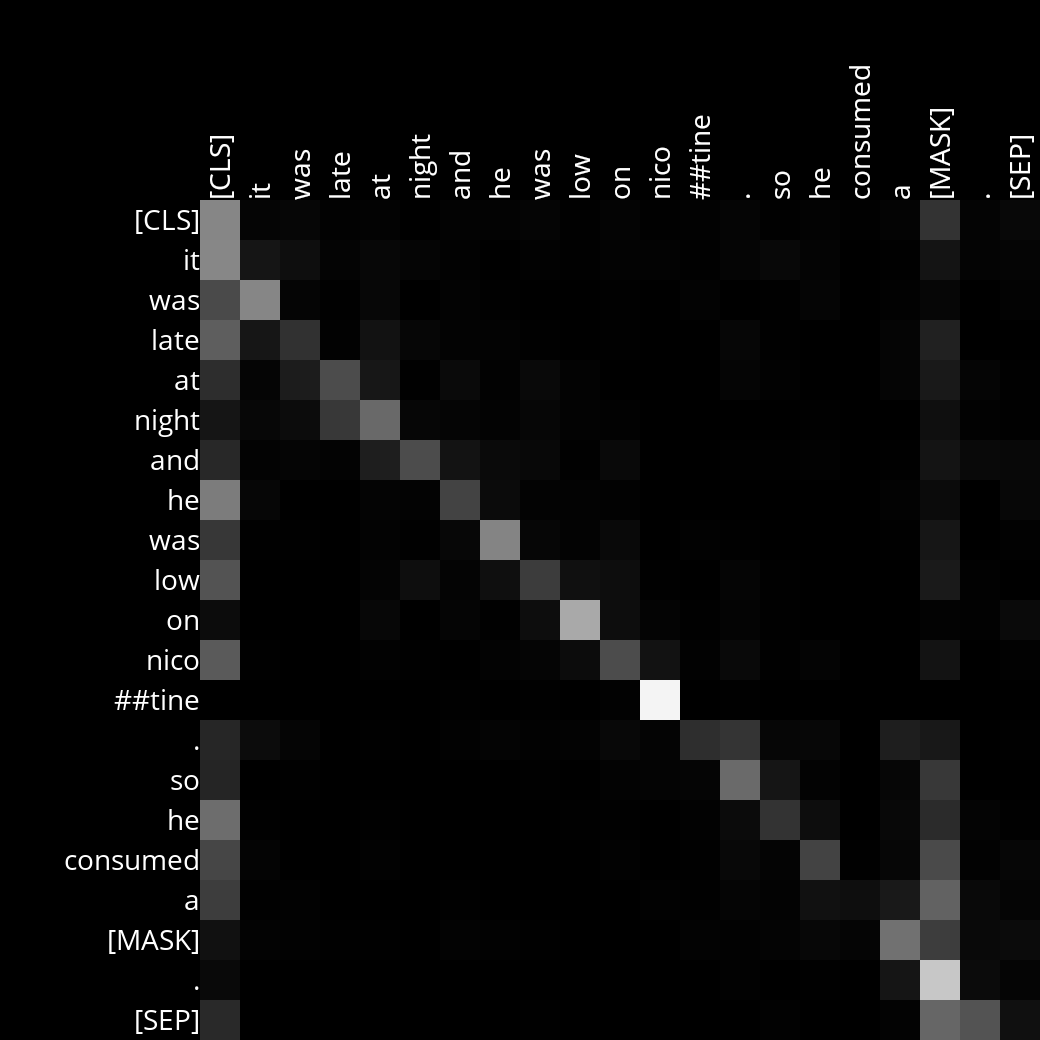 [CLS] it was late at night and he was low on nico ##tine . so he consumed a [MASK] . [SEP]
[CLS]
it
was
late
at
night
and
he
was
low
on
nico
##tine
.
so
he
consumed
a
[MASK]
.
[SEP]